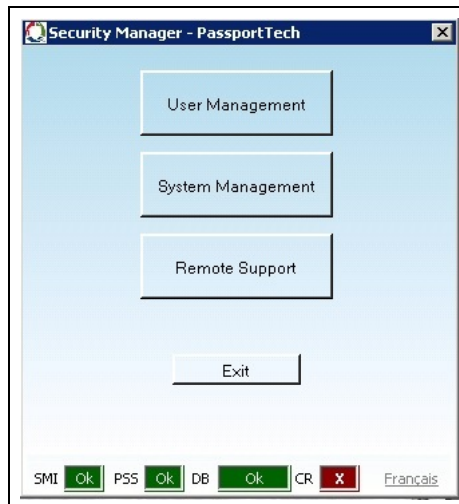 Security Manager - PassportTech
User Management
System Management
Remote Support
Exit
SMI Ok PSS Ok DB Ok CR X Français